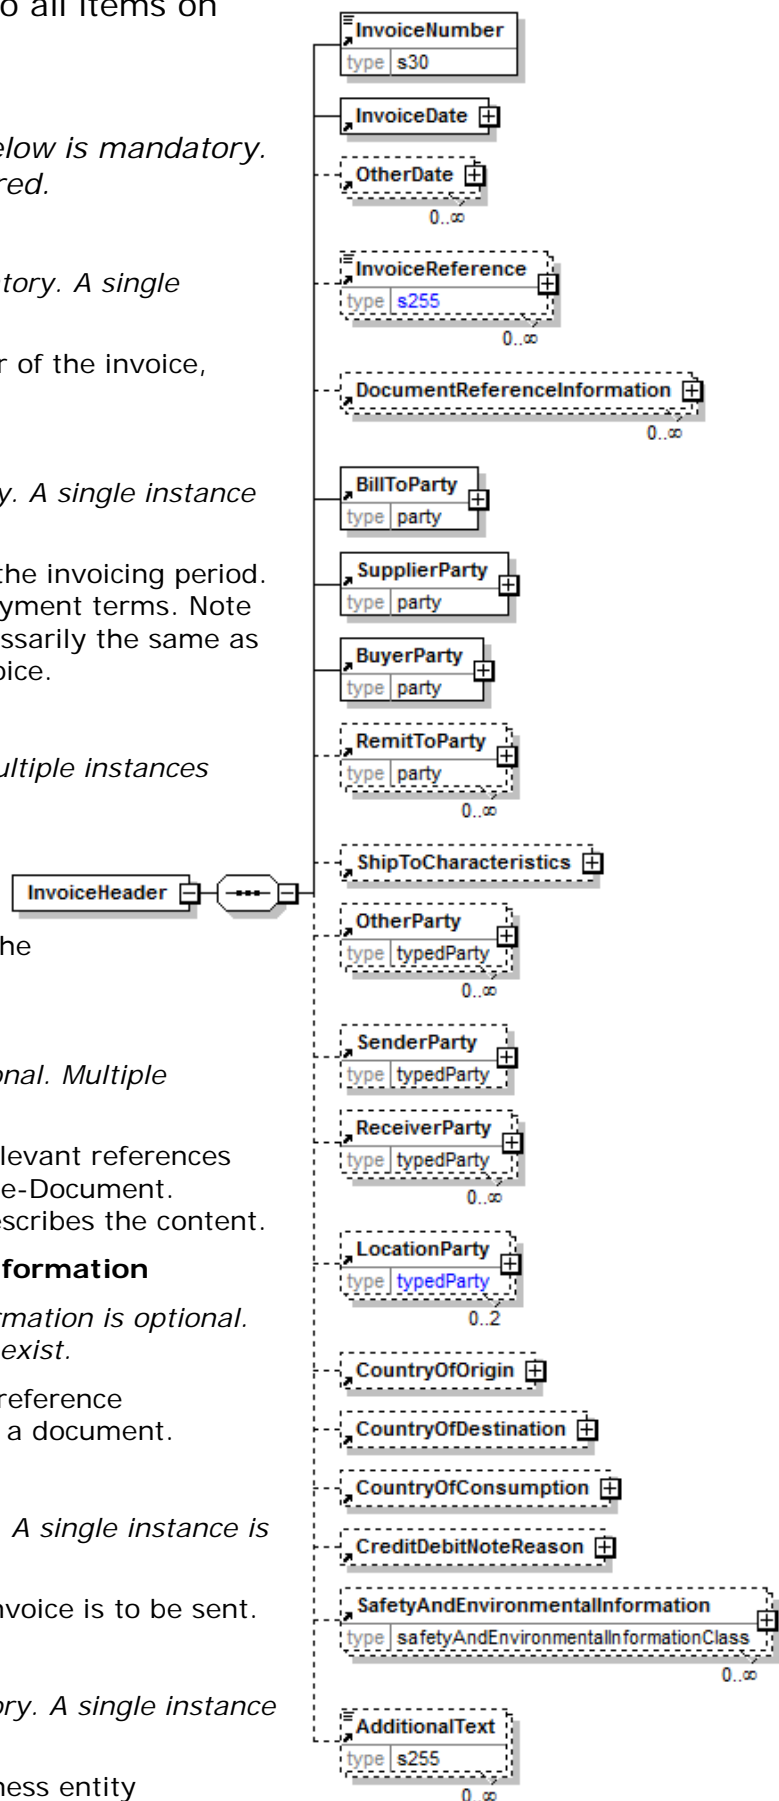 o all items on
elow is mandatory.
red.
tory. A single
r of the invoice,
y. A single instance
the invoicing period.
yment terms. Note
ssarily the same as
oice.
ultiple instances
he
onal. Multiple
levant references
e-Document.
escribes the content.
formation
rmation is optional.
exist.
reference
a document.
. A single instance is
nvoice is to be sent.
ory. A single instance
ness entity
InvoiceHeader
InvoiceNumber
type s30
InvoiceDate
OtherDate
0..∞
InvoiceReference
type s255
0..∞
DocumentReferenceInformation
0..∞
BillToParty
type party
SupplierParty
type party
BuyerParty
type party
RemitToParty
type party
0..∞
ShipToCharacteristics
OtherParty
type typedParty
0..∞
SenderParty
type typedParty
ReceiverParty
type typedParty
0..∞
LocationParty
type typedParty
0..2
CountryOfOrigin
CountryOfDestination
CountryOfConsumption
CreditDebitNoteReason
SafetyAndEnvironmentalInformation
type safetyAndEnvironmentalInformationClass
0..∞
AdditionalText
type s255
0..∞